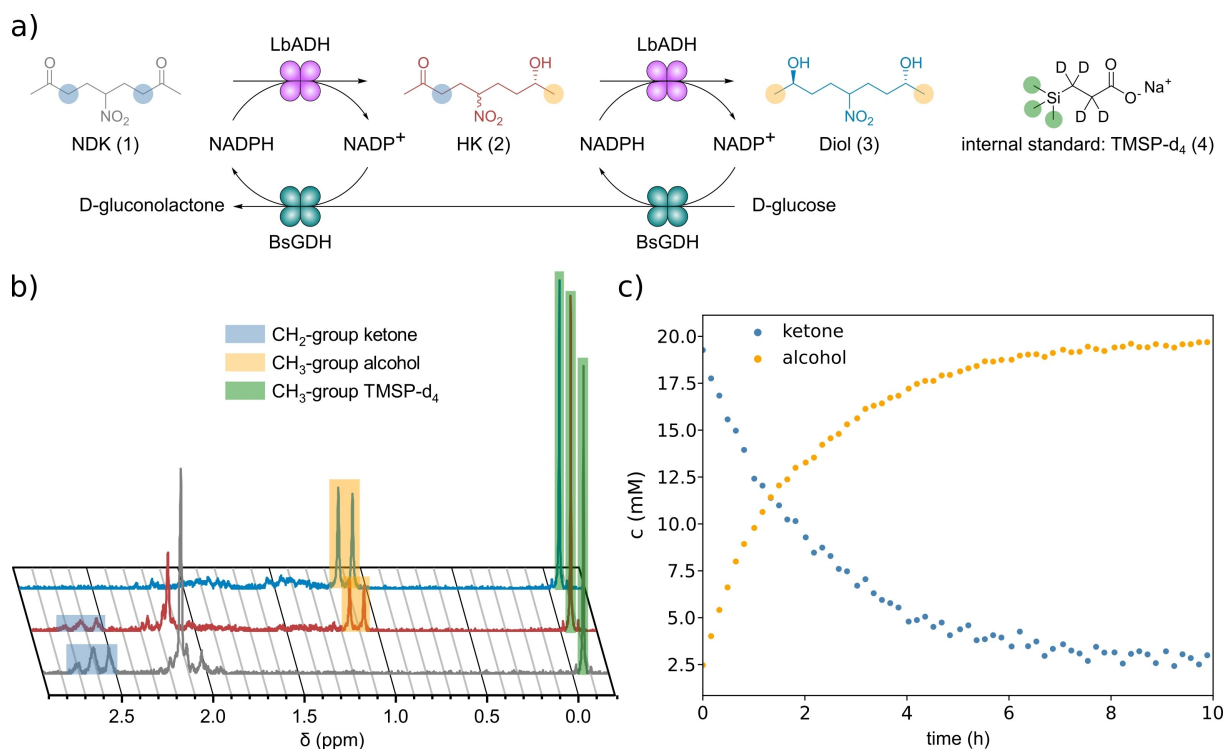 a)
LbADH
LbADH
O
O
NO₂
NDK (1)
NADPH
NADP⁺
O
OH
NO₂
HK (2)
NADPH
NADP⁺
OH
OH
NO₂
Diol (3)
D D
O
Si
O⁻ Na⁺
D D
internal standard: TMSP-d₄ (4)
D-gluconolactone
D-glucose
BsGDH
BsGDH
b)
CH₂-group ketone
CH₃-group alcohol
CH₃-group TMSP-d₄
2.5 2.0 1.5 1.0 0.5 0.0
δ (ppm)
c)
ketone
alcohol
20.0
17.5
15.0
12.5
10.0
7.5
5.0
2.5
c (mM)
0 2 4 6 8 10
time (h)